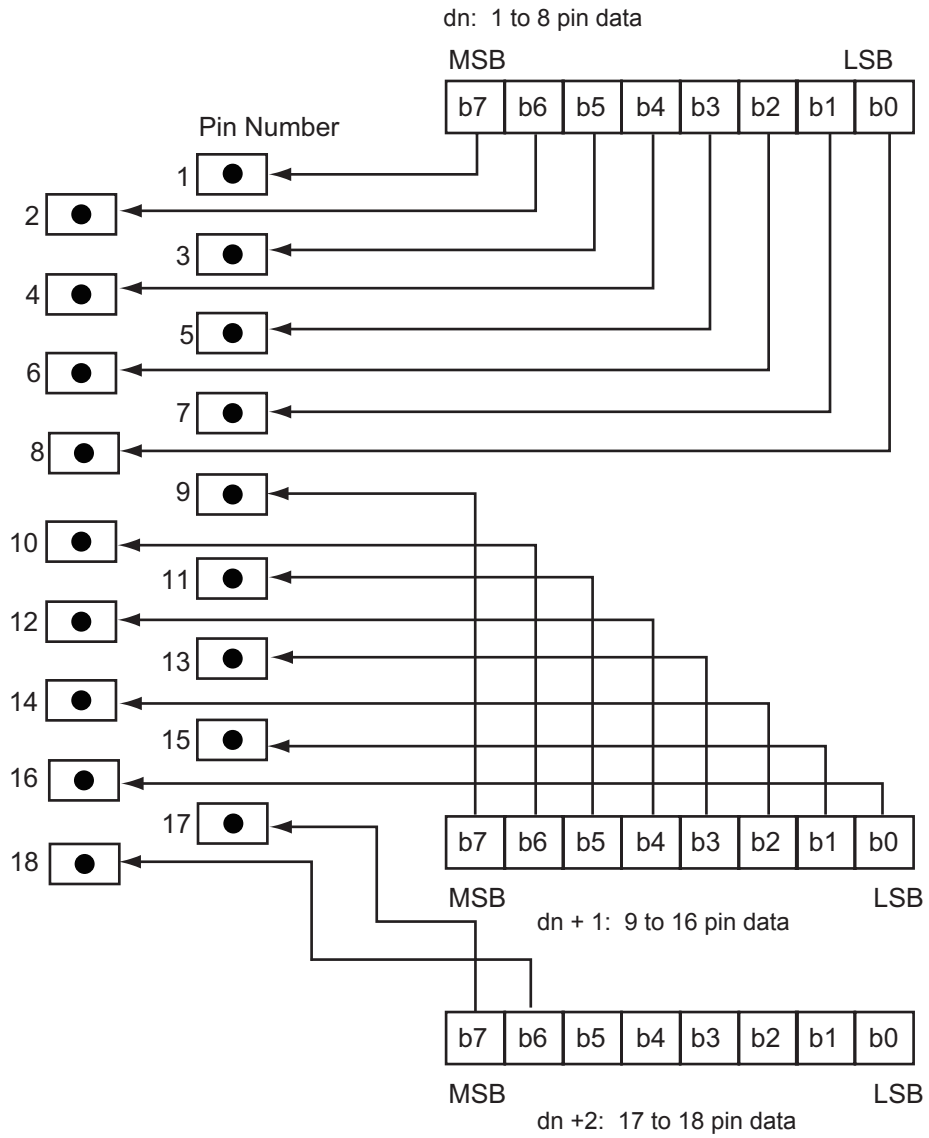 dn: 1 to 8 pin data
MSB LSB
b7 b6 b5 b4 b3 b2 b1 b0
Pin Number
1
2
3
4
5
6
7
8
9
10
11
12
13
14
15
16
17
18
b7 b6 b5 b4 b3 b2 b1 b0
MSB LSB
dn + 1: 9 to 16 pin data
b7 b6 b5 b4 b3 b2 b1 b0
MSB LSB
dn +2: 17 to 18 pin data